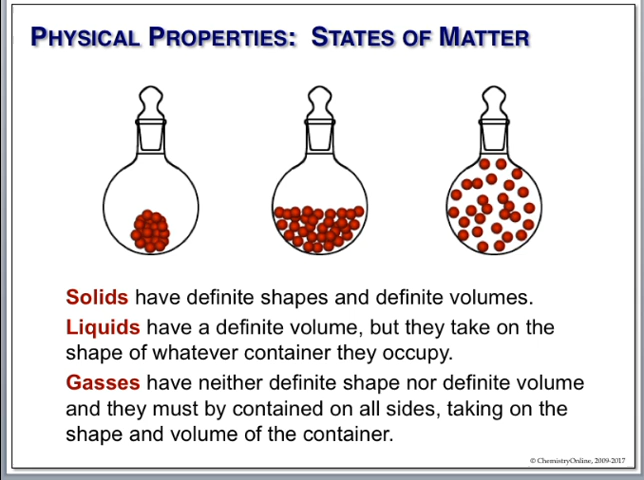 PHYSICAL PROPERTIES: STATES OF MATTER
Solids have definite shapes and definite volumes.
Liquids have a definite volume, but they take on the
shape of whatever container they occupy.
Gasses have neither definite shape nor definite volume
and they must by contained on all sides, taking on the
shape and volume of the container.
© ChemistryOnline, 2009-2017